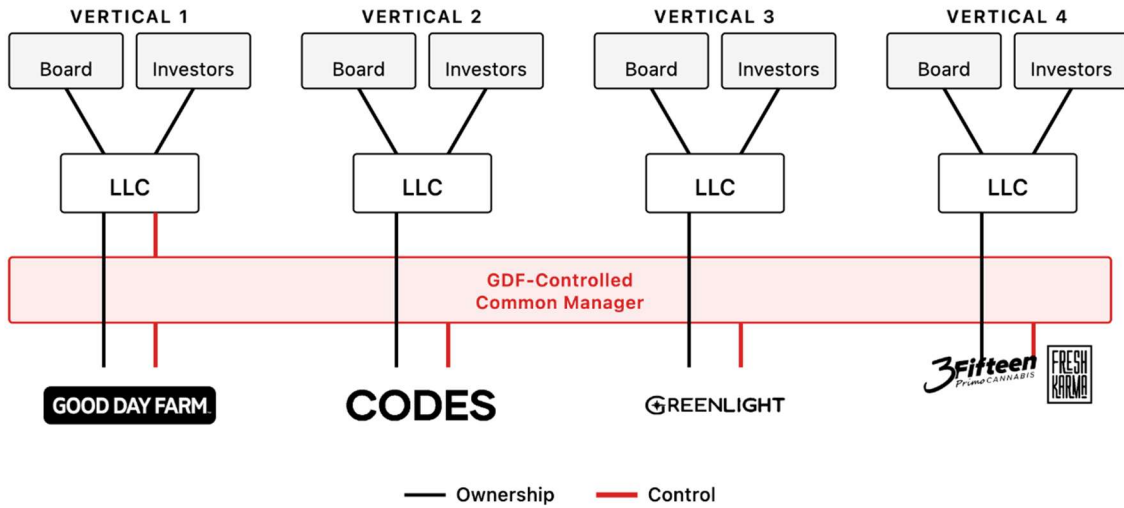 VERTICAL 1
VERTICAL 2
VERTICAL 3
VERTICAL 4
Board
Investors
Board
Investors
Board
Investors
Board
Investors
LLC
LLC
LLC
LLC
GDF-Controlled
Common Manager
GOOD DAY FARM
CODES
GREENLIGHT
3Fifteen
Primo CANNABIS
FRESH
KARMA
Ownership
Control